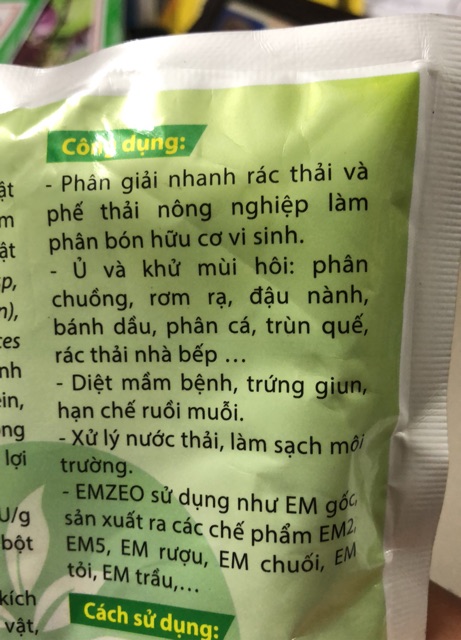 Công dụng:
- Phân giải nhanh rác thải và
phế thải nông nghiệp làm
phân bón hữu cơ vi sinh.
- Ủ và khử mùi hôi: phân
chuồng, rơm rạ, đậu nành,
bánh dầu, phân cá, trùn quế,
rác thải nhà bếp ...
- Diệt mầm bệnh, trứng giun,
hạn chế ruồi muỗi.
- Xử lý nước thải, làm sạch môi
trường.
- EMZEO sử dụng như EM gốc,
sản xuất ra các chế phẩm EM2,
EM5, EM rượu, EM chuối, EM
tỏi, EM trầu,...
Cách sử dụng:
lợi
U/g
bột
kích
vật,